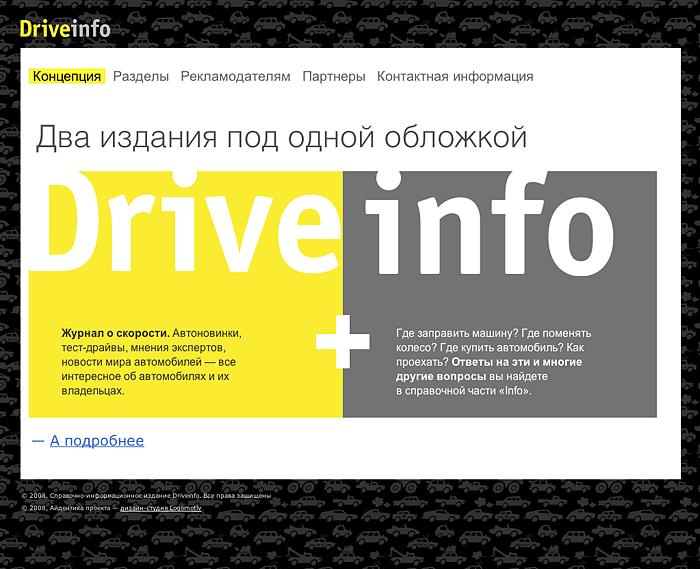 Driveinfo
Концепция Разделы Рекламодателям Партнеры Контактная информация
Два издания под одной обложкой
Drive info
Журнал о скорости. Автоновинки,
тест-драйвы, мнения экспертов,
новости мира автомобилей — все
интересное об автомобилях и их
владельцах.
+
Где заправить машину? Где поменять
колесо? Где купить автомобиль? Как
проехать? Ответы на эти и многие
другие вопросы вы найдете
в справочной части «Info».
— А подробнее
© 2008, Справочно-информационное издание Driveinfo. Все права защищены
© 2008, Айдентика проекта — дизайн-студия Logomotiv